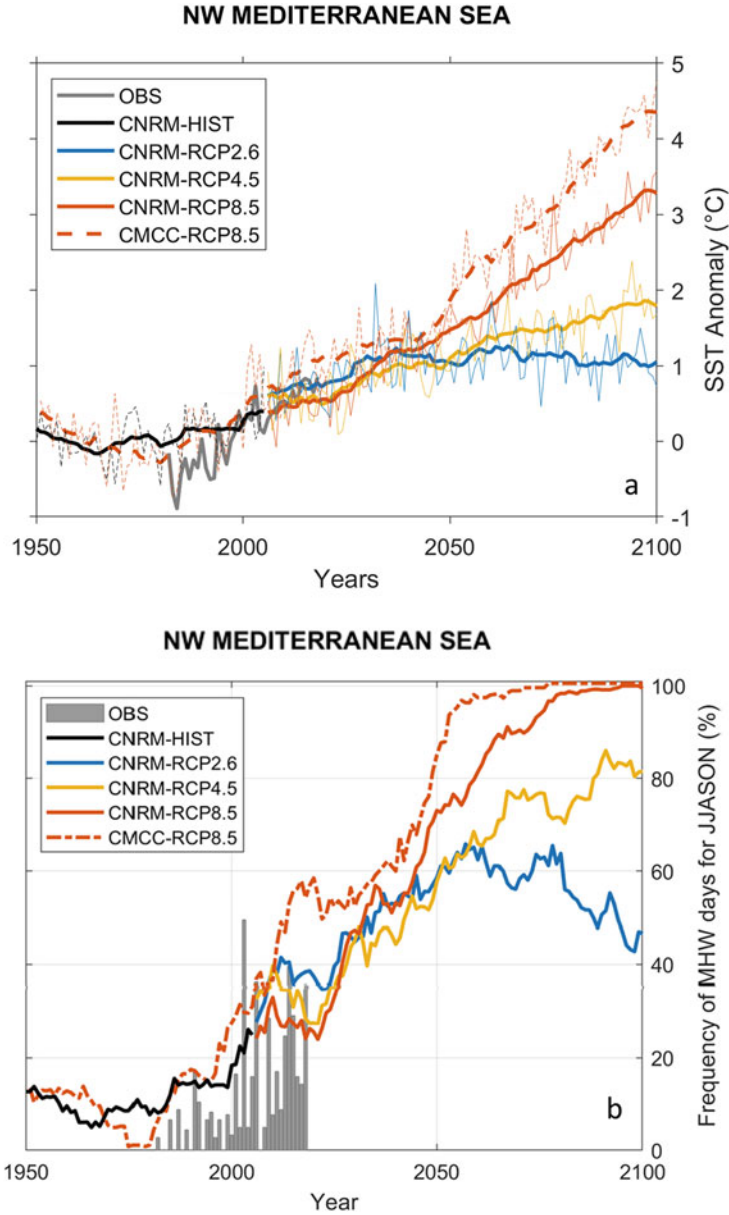 NW MEDITERRANEAN SEA
OBS
CNRM-HIST
CNRM-RCP2.6
CNRM-RCP4.5
CNRM-RCP8.5
CMCC-RCP8.5
5
4
3
2
1
0
-1
SST Anomaly (°C)
a
1950
2000
2050
2100
Years
NW MEDITERRANEAN SEA
OBS
CNRM-HIST
CNRM-RCP2.6
CNRM-RCP4.5
CNRM-RCP8.5
CMCC-RCP8.5
100
80
60
40
20
0
Frequency of MHW days for JJASON (%)
b
1950
2000
2050
2100
Year